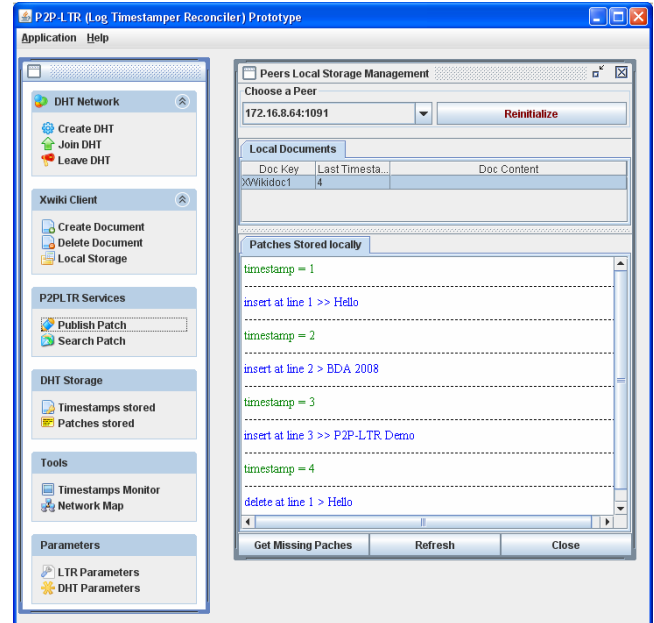 P2P-LTR (Log Timestamper Reconciler) Prototype
Application Help
DHT Network
Create DHT
Join DHT
Leave DHT
Xwiki Client
Create Document
Delete Document
Local Storage
P2PLTR Services
Publish Patch
Search Patch
DHT Storage
Timestamps stored
Patches stored
Tools
Timestamps Monitor
Network Map
Parameters
LTR Parameters
DHT Parameters
Peers Local Storage Management
Choose a Peer
172.16.8.64:1091 Reinitialize
Local Documents
Doc Key Last Timesta... Doc Content
XWikidoc1 4
Patches Stored locally
timestamp = 1
insert at line 1 >> Hello
timestamp = 2
insert at line 2 > BDA 2008
timestamp = 3
insert at line 3 >> P2P-LTR Demo
timestamp = 4
delete at line 1 > Hello
Get Missing Paches Refresh Close